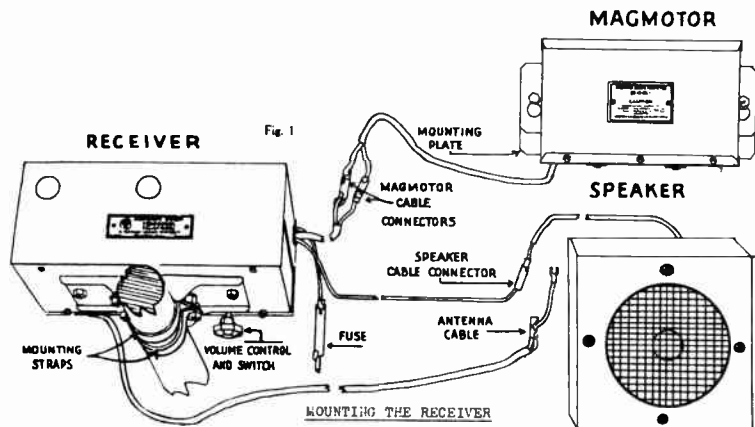 MAGMOTOR
RECEIVER
Fig. 1
MOUNTING
PLATE
MAGMOTOR
CABLE
CONNECTORS
SPEAKER
SPEAKER
CABLE CONNECTOR
ANTENNA
CABLE
FUSE
MOUNTING
STRAPS
VOLUME CONTROL
AND SWITCH
MOUNTING THE RECEIVER